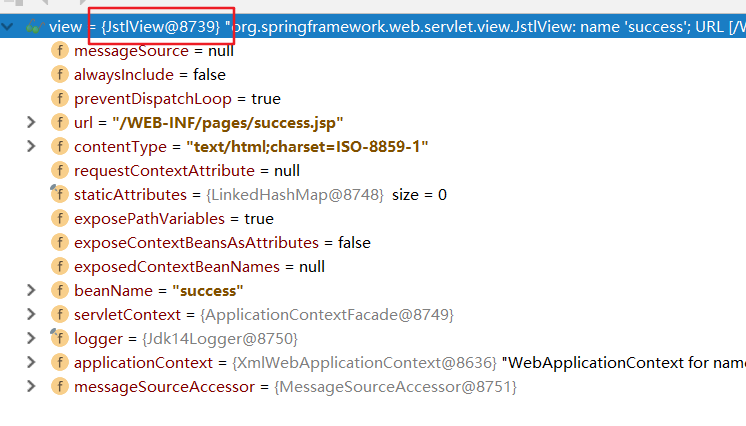 view = {JstlView@8739} "org.springframework.web.servlet.view.JstlView: name 'success'; URL [/W
f messageSource = null
f alwaysInclude = false
f preventDispatchLoop = true
f url = "/WEB-INF/pages/success.jsp"
f contentType = "text/html;charset=ISO-8859-1"
f requestContextAttribute = null
f staticAttributes = {LinkedHashMap@8748} size = 0
f exposePathVariables = true
f exposeContextBeansAsAttributes = false
f exposedContextBeanNames = null
f beanName = "success"
f servletContext = {ApplicationContextFacade@8749}
f logger = {Jdk14Logger@8750}
f applicationContext = {XmlWebApplicationContext@8636} "WebApplicationContext for nam
f messageSourceAccessor = {MessageSourceAccessor@8751}